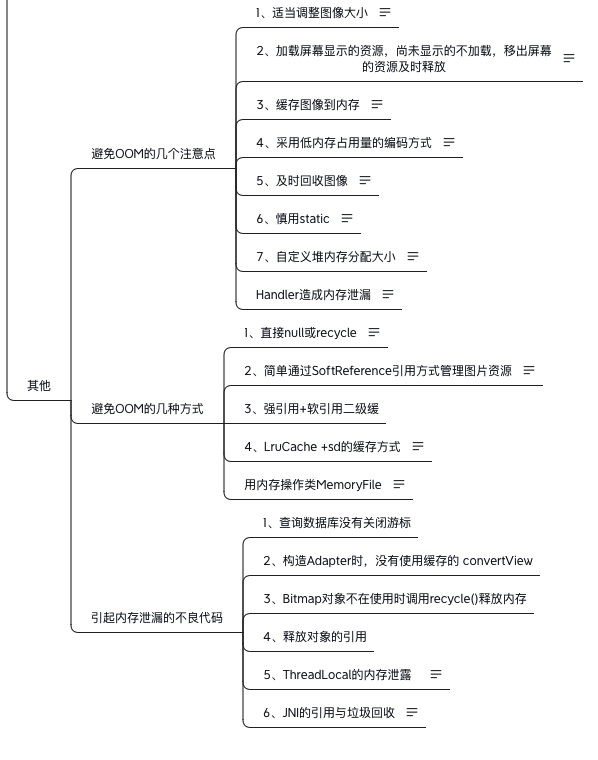 1、适当调整图像大小
2、加载屏幕显示的资源，尚未显示的不加载，移出屏幕
的资源及时释放
3、缓存图像到内存
4、采用低内存占用量的编码方式
避免OOM的几个注意点
5、及时回收图像
6、慎用static
7、自定义堆内存分配大小
Handler造成内存泄漏
1、直接null或recycle
2、简单通过SoftReference引用方式管理图片资源
其他
避免OOM的几种方式
3、强引用+软引用二级缓
4、LruCache +sd的缓存方式
用内存操作类MemoryFile
1、查询数据库没有关闭游标
2、构造Adapter时，没有使用缓存的 convertView
3、Bitmap对象不在使用时调用recycle()释放内存
引起内存泄漏的不良代码
4、释放对象的引用
5、ThreadLocal的内存泄露
6、JNI的引用与垃圾回收